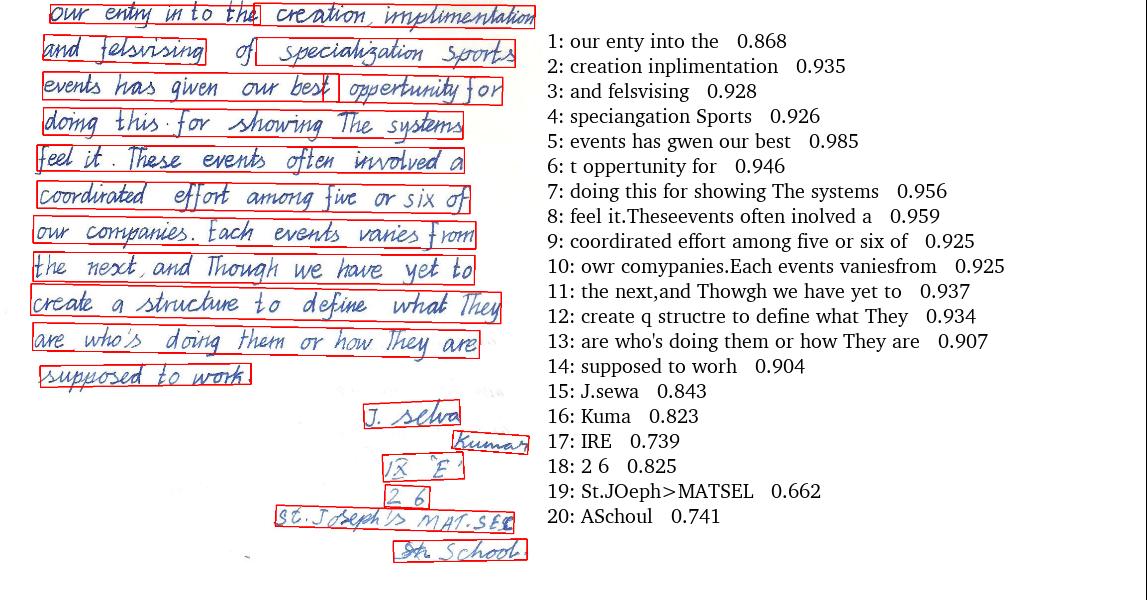 our entry in to the creation, implimentation
and felsvising of specialization sports
events has given our best opportunity for
doing this. for showing The systems
feel it. These events often involved a
coordirated effort among five or six of
our companies. Each events varies from
the next, and Though we have yet to
create a structure to define what They
are who's doing them or how They are
supposed to work.
J. selva
Kumar
IX "E"
26
St. Joseph's MAT. SEC
School.
1: our enty into the 0.868
2: creation inplimentation 0.935
3: and felsvising 0.928
4: speciangation Sports 0.926
5: events has gwen our best 0.985
6: t oppertunity for 0.946
7: doing this for showing The systems 0.956
8: feel it.Theseevents often inolved a 0.959
9: coordirated effort among five or six of 0.925
10: owr comypanies.Each events vaniesfrom 0.925
11: the next,and Thowgh we have yet to 0.937
12: create q structre to define what They 0.934
13: are who's doing them or how They are 0.907
14: supposed to worh 0.904
15: J.sewa 0.843
16: Kuma 0.823
17: IRE 0.739
18: 2 6 0.825
19: St.JOeph>MATSEL 0.662
20: ASchoul 0.741